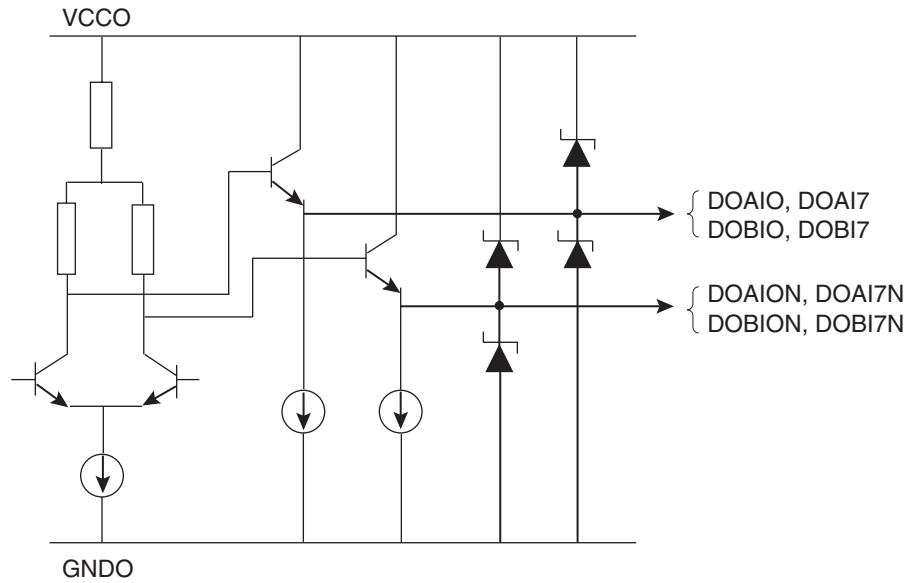 VCCO
DOAIO, DOAI7
DOBIO, DOBI7
DOAION, DOAI7N
DOBION, DOBI7N
GNDO